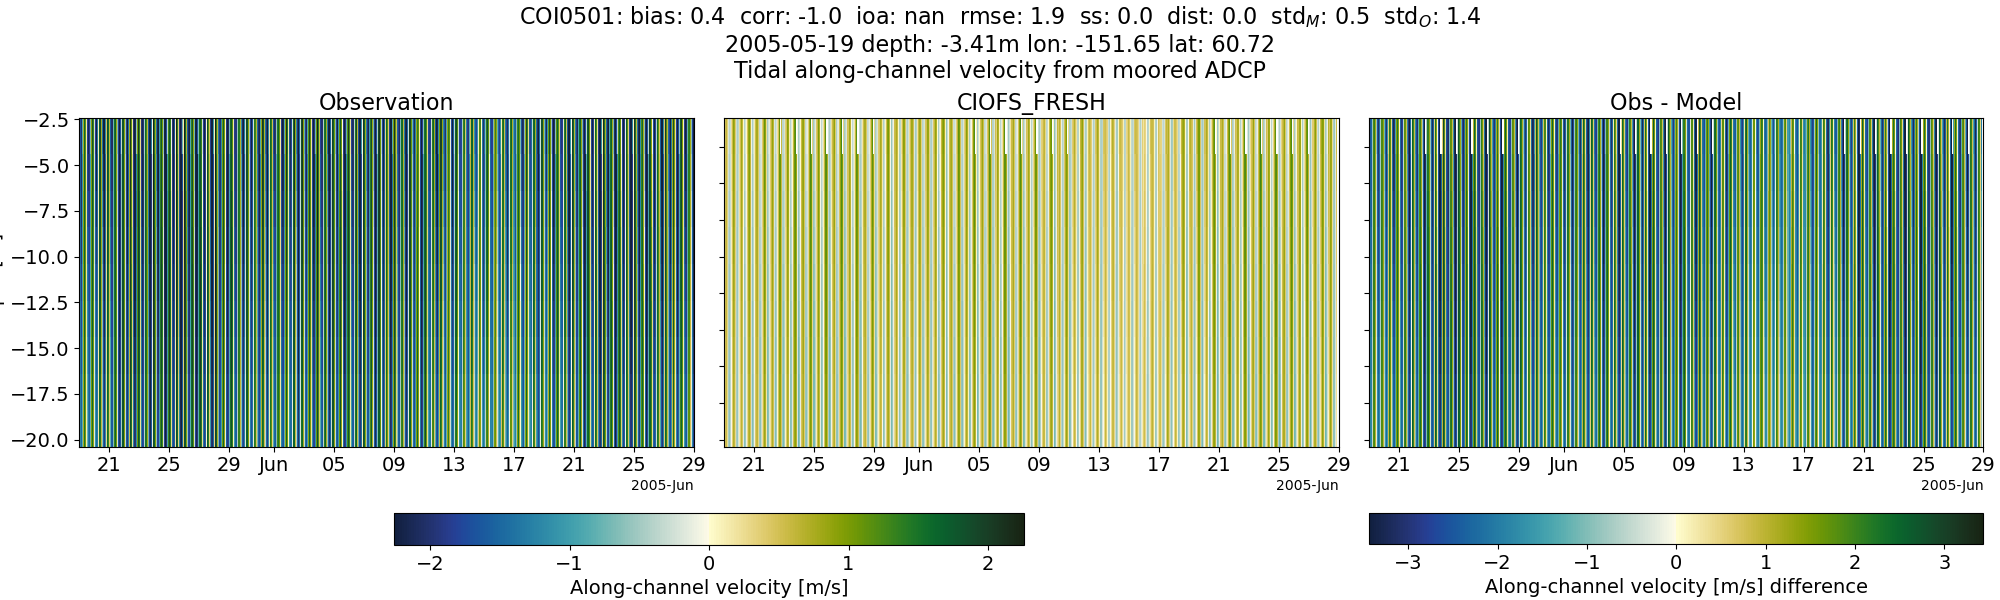 COI0501: bias: 0.4  corr: -1.0  ioa: nan  rmse: 1.9  ss: 0.0  dist: 0.0  std_M: 0.5  std_O: 1.4
2005-05-19 depth: -3.41m lon: -151.65 lat: 60.72
Tidal along-channel velocity from moored ADCP
Observation
CIOFS_FRESH
Obs - Model
−2.5
−5.0
−7.5
−10.0
−12.5
−15.0
−17.5
−20.0
21 25 29 Jun 05 09 13 17 21 25 29
2005-Jun
21 25 29 Jun 05 09 13 17 21 25 29
2005-Jun
21 25 29 Jun 05 09 13 17 21 25 29
2005-Jun
−2 −1 0 1 2
Along-channel velocity [m/s]
−3 −2 −1 0 1 2 3
Along-channel velocity [m/s] difference